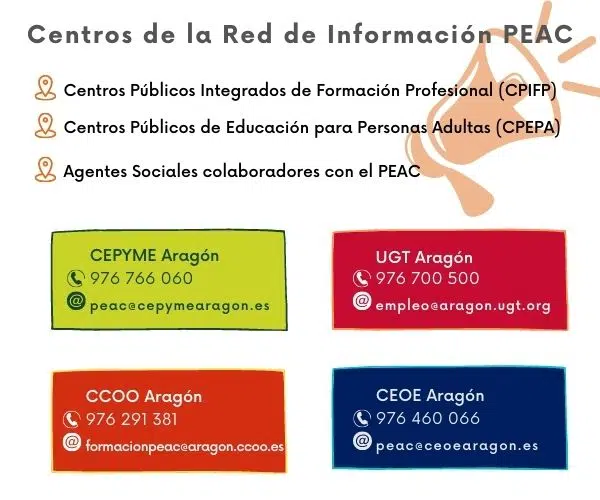 Centros de la Red de Información PEAC
Centros Públicos Integrados de Formación Profesional (CPIFP)
Centros Públicos de Educación para Personas Adultas (CPEPA)
Agentes Sociales colaboradores con el PEAC
CEPYME Aragón
976 766 060
@ peac@cepymearagon.es
UGT Aragón
976 700 500
@ empleo@aragon.ugt.org
CCOO Aragón
976 291 381
@ formacionpeac@aragon.ccoo.es
CEOE Aragón
976 460 066
@ peac@ceoearagon.es